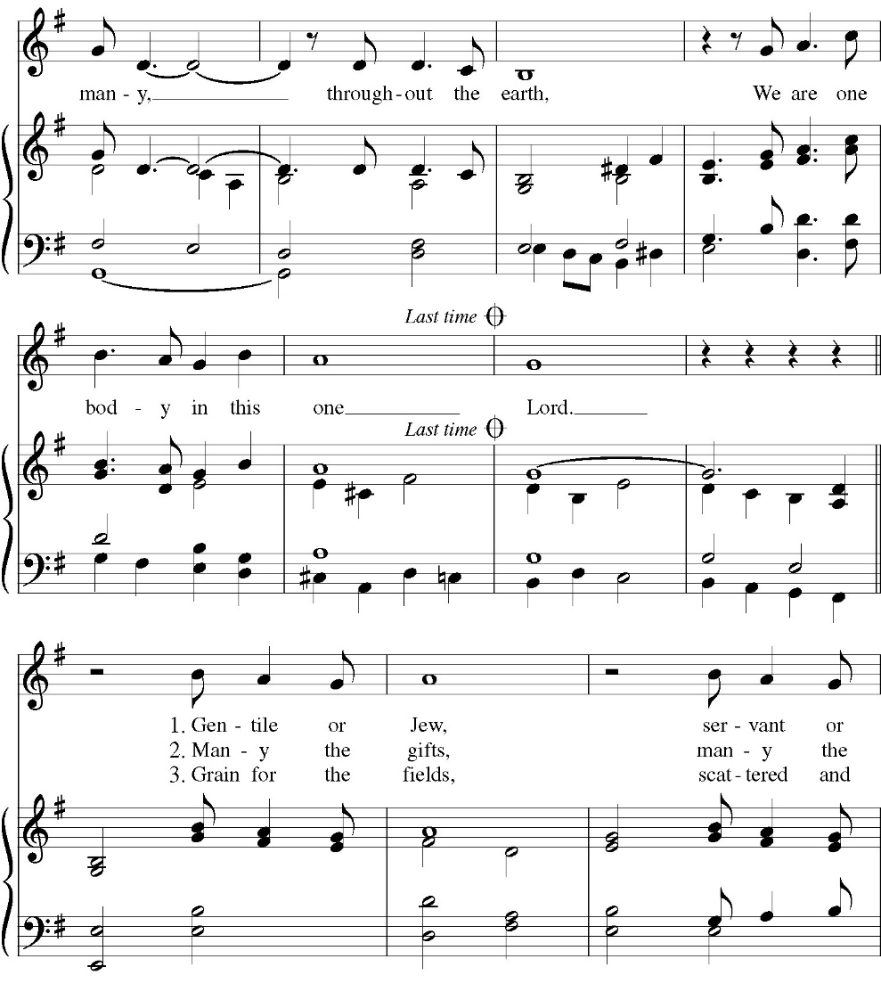 man - y, through - out the earth, We are one
Last time
bod - y in this one Lord.
Last time
1. Gen - tile or Jew, ser - vant or
2. Man - y the gifts, man - y the
3. Grain for the fields, scat - tered and